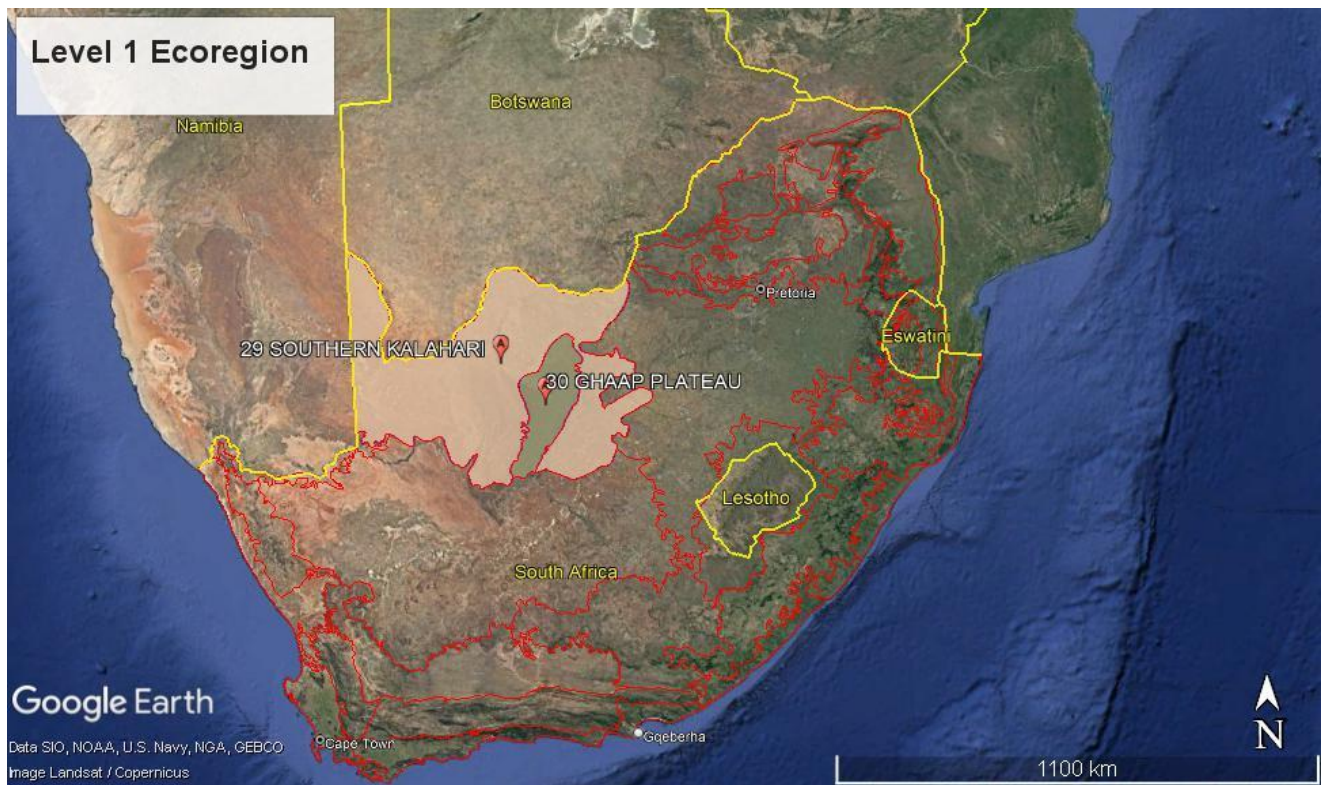 Level 1 Ecoregion
Botswana
Namibia
Pretoria
Eswatini
29 SOUTHERN KALAHARI
A
30 GHAAP PLATEAU
Lesotho
South Africa
Google Earth
Gqeberha
Cape Town
Data SIO, NOAA, U.S. Navy, NGA, GEBCO
Image Landsat / Copernicus
N
1100 km